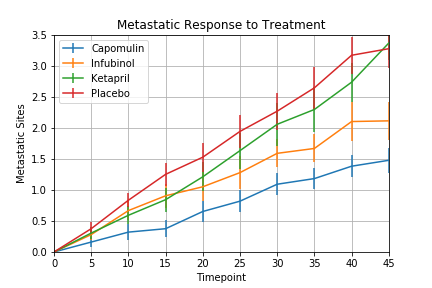 Metastatic Response to Treatment
3.5
3.0
2.5
2.0
1.5
1.0
0.5
0.0
Metastatic Sites
Capomulin
Infubinol
Ketapril
Placebo
0 5 10 15 20 25 30 35 40 45
Timepoint